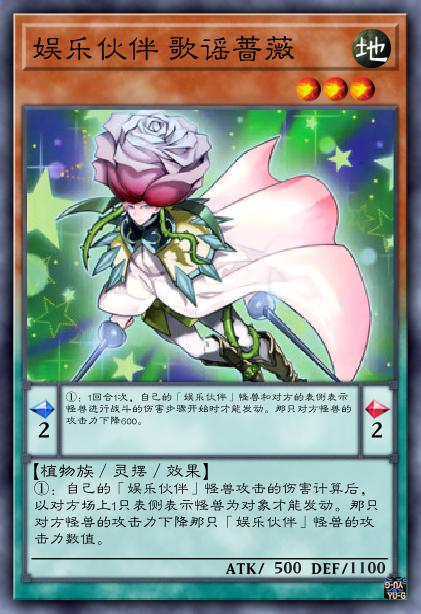 娱乐伙伴 歌谣蔷薇
地
①：1回合1次，自己的「娱乐伙伴」怪兽和对方的表侧表示
怪兽进行战斗的伤害步骤开始时才能发动。那只对方怪兽的
攻击力下降600。
2
2
【植物族／灵摆／效果】
①：自己的「娱乐伙伴」怪兽攻击的伤害计算后，
以对方场上1只表侧表示怪兽为对象才能发动。那只
对方怪兽的攻击力下降那只「娱乐伙伴」怪兽的攻
击力数值。
ATK/ 500 DEF/1100